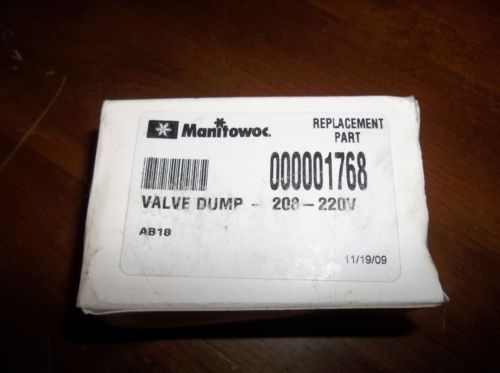 Manitowoc
REPLACEMENT
PART
000001768
VALVE DUMP - 208-220V
AB18
11/19/09